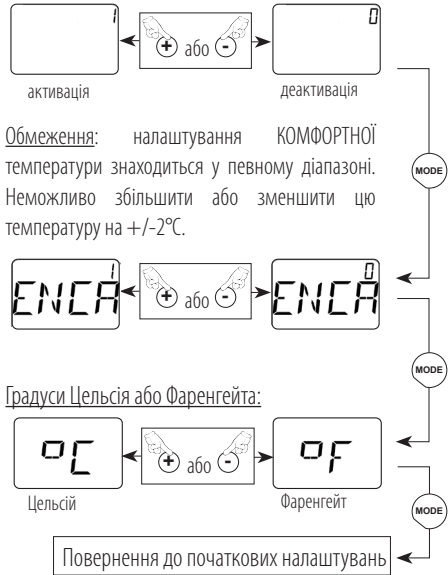 1 + або - 0
активація деактивація
MODE
Обмеження: налаштування КОМФОРТНОЇ
температури знаходиться у певному діапазоні.
Неможливо збільшити або зменшити цю
температуру на +/-2°C.
1 ENCA + або - 0 ENCA
MODE
Градуси Цельсія або Фаренгейта:
°C + або - °F
Цельсій Фаренгейт
MODE
Повернення до початкових налаштувань